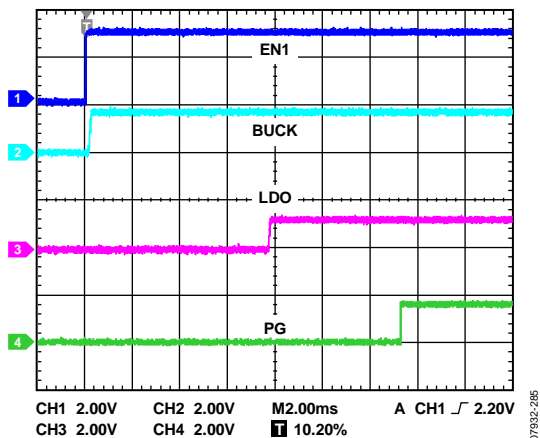 T
EN1
1
BUCK
2
LDO
3
PG
4
CH1 2.00V CH2 2.00V M2.00ms A CH1 2.20V
CH3 2.00V CH4 2.00V T 10.20%
07932-285